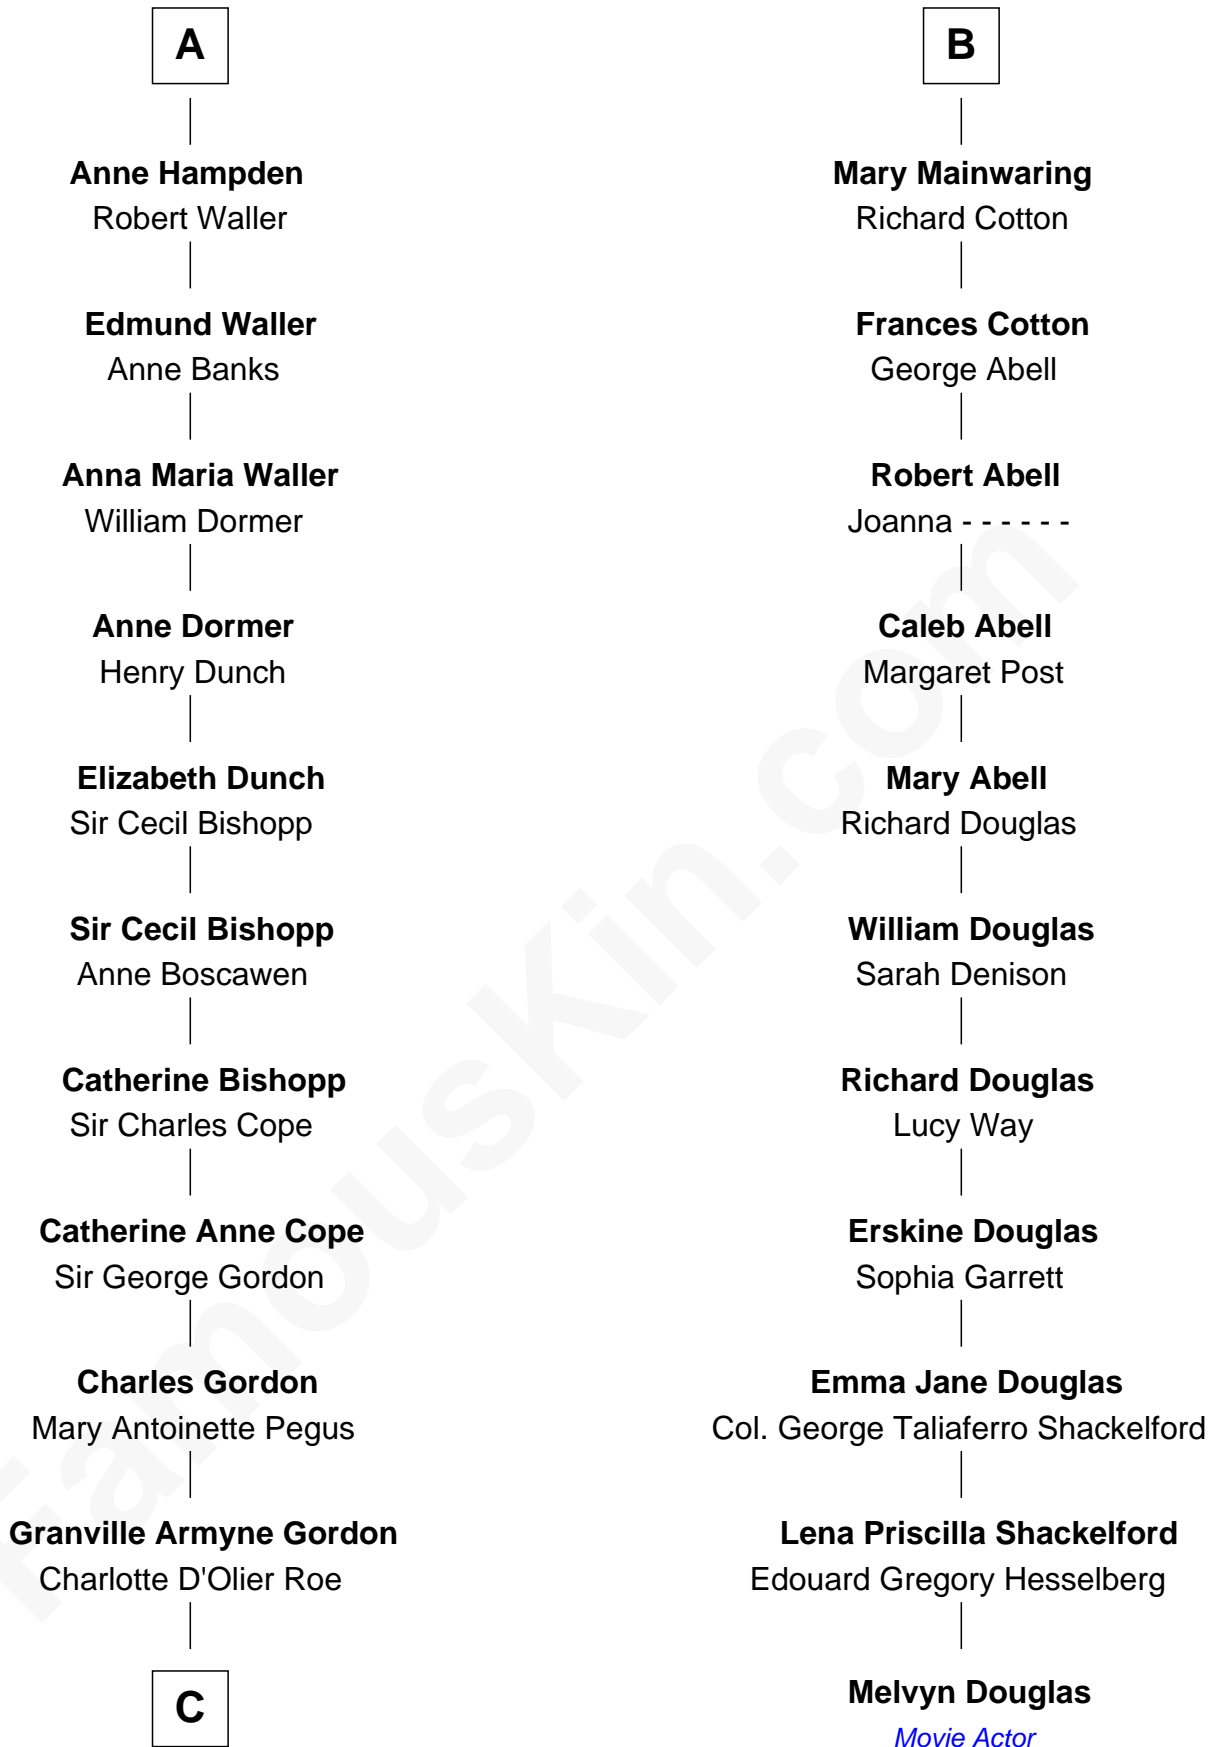 A
Anne Hampden
Robert Waller
Edmund Waller
Anne Banks
Anna Maria Waller
William Dormer
Anne Dormer
Henry Dunch
Elizabeth Dunch
Sir Cecil Bishopp
Sir Cecil Bishopp
Anne Boscawen
Catherine Bishopp
Sir Charles Cope
Catherine Anne Cope
Sir George Gordon
Charles Gordon
Mary Antoinette Pegus
Granville Armyne Gordon
Charlotte D'Olier Roe
C
B
Mary Mainwaring
Richard Cotton
Frances Cotton
George Abell
Robert Abell
Joanna - - - - - -
Caleb Abell
Margaret Post
Mary Abell
Richard Douglas
William Douglas
Sarah Denison
Richard Douglas
Lucy Way
Erskine Douglas
Sophia Garrett
Emma Jane Douglas
Col. George Taliaferro Shackelford
Lena Priscilla Shackelford
Edouard Gregory Hesselberg
Melvyn Douglas
Movie Actor
FamousKin.com